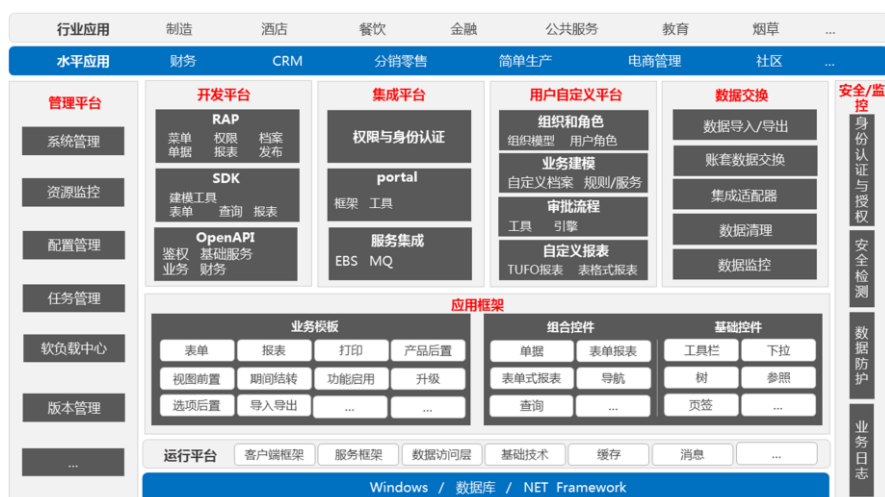 行业应用 制造 酒店 餐饮 金融 公共服务 教育 烟草 ...
水平应用 财务 CRM 分销零售 简单生产 电商管理 社区 ...
管理平台
系统管理
资源监控
配置管理
任务管理
软负载中心
版本管理
...
开发平台
RAP
菜单 权限 档案
单据 报表 发布
SDK
建模工具
表单 查询 报表
OpenAPI
鉴权 基础服务
业务 财务
集成平台
权限与身份认证
portal
框架 工具
服务集成
EBS MQ
用户自定义平台
组织和角色
组织模型 用户角色
业务建模
自定义档案 规则/服务
审批流程
工具 引擎
自定义报表
TUFO报表 表格式报表
数据交换
数据导入/导出
账套数据交换
集成适配器
数据清理
数据监控
安全/监控
身份认证与授权
安全检测
数据防护
业务日志
应用框架
业务模板
表单 报表 打印 产品后置
视图前置 期间结转 功能启用 升级
选项后置 导入导出 ... ...
组合控件
单据 表单报表
表单式报表 导航
查询 ...
基础控件
工具栏 下拉
树 参照
页签 ...
运行平台 客户端框架 服务框架 数据访问层 基础技术 缓存 消息 ...
Windows / 数据库 / NET Framework